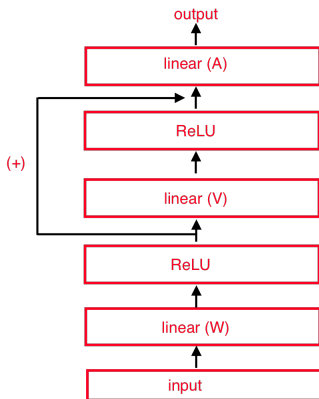 output
linear (A)
ReLU
(+)
linear (V)
ReLU
linear (W)
input